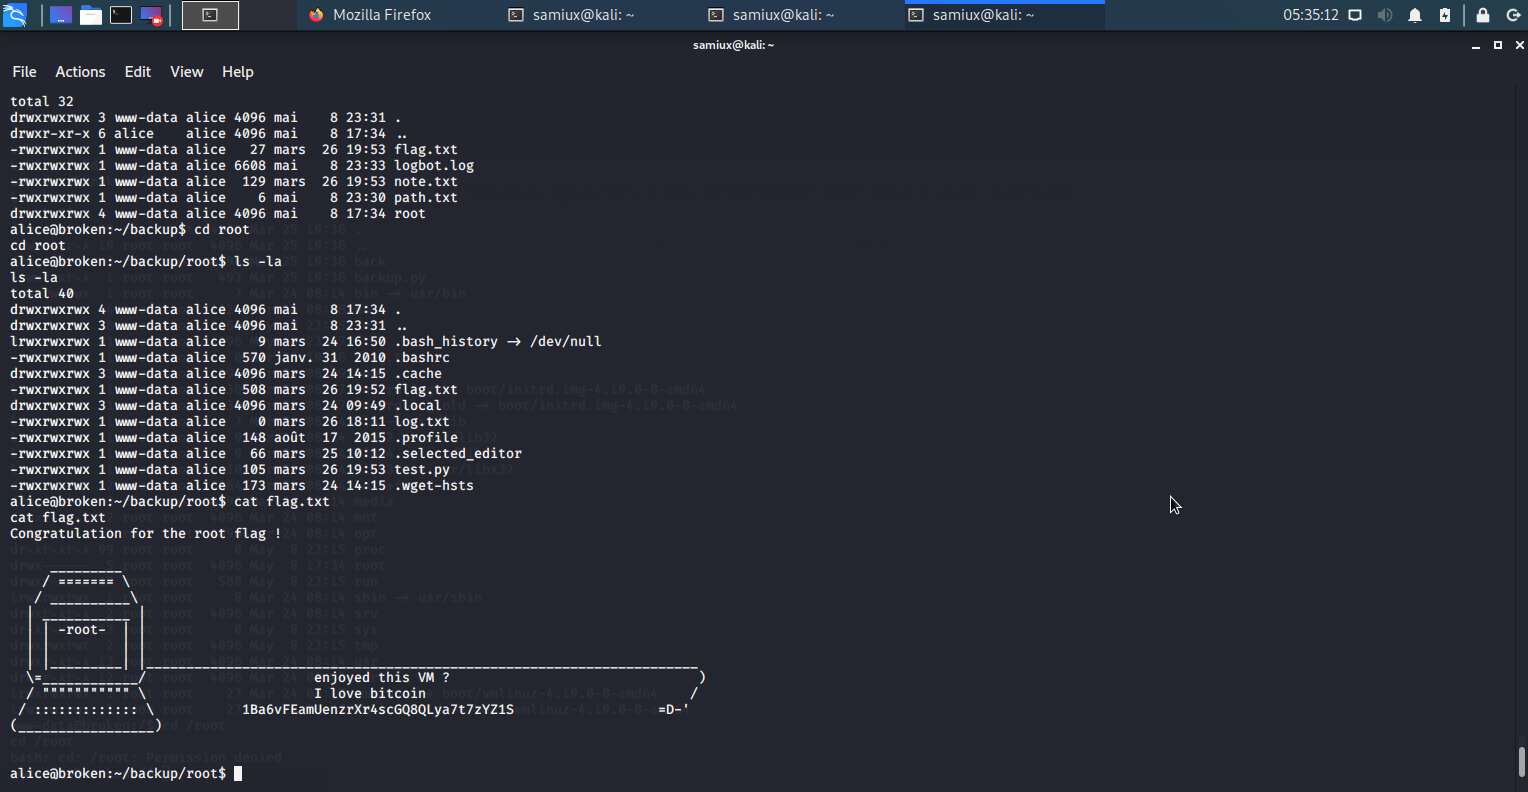 Mozilla Firefox
samiux@kali: ~
samiux@kali: ~
samiux@kali: ~
05:35:12
samiux@kali: ~
File Actions Edit View Help
total 32
drwxrwxrwx 3 www-data alice 4096 mai    8 23:31 .
drwxr-xr-x 6 alice    alice 4096 mai    8 17:34 ..
-rwxrwxrwx 1 www-data alice   27 mars  26 19:53 flag.txt
-rwxrwxrwx 1 www-data alice 6608 mai    8 23:33 logbot.log
-rwxrwxrwx 1 www-data alice  129 mars  26 19:53 note.txt
-rwxrwxrwx 1 www-data alice    6 mai    8 23:30 path.txt
drwxrwxrwx 4 www-data alice 4096 mai    8 17:34 root
alice@broken:~/backup$ cd root
cd root
alice@broken:~/backup/root$ ls -la
ls -la
total 40
drwxrwxrwx 4 www-data alice 4096 mai    8 17:34 .
drwxrwxrwx 3 www-data alice 4096 mai    8 23:31 ..
lrwxrwxrwx 1 www-data alice    9 mars  24 16:50 .bash_history -> /dev/null
-rwxrwxrwx 1 www-data alice  570 janv. 31  2010 .bashrc
drwxrwxrwx 3 www-data alice 4096 mars  24 14:15 .cache
-rwxrwxrwx 1 www-data alice  508 mars  26 19:52 flag.txt
drwxrwxrwx 3 www-data alice 4096 mars  24 09:49 .local
-rwxrwxrwx 1 www-data alice    0 mars  26 18:11 log.txt
-rwxrwxrwx 1 www-data alice  148 août  17  2015 .profile
-rwxrwxrwx 1 www-data alice   66 mars  25 10:12 .selected_editor
-rwxrwxrwx 1 www-data alice  105 mars  26 19:53 test.py
-rwxrwxrwx 1 www-data alice  173 mars  24 14:15 .wget-hsts
alice@broken:~/backup/root$ cat flag.txt
cat flag.txt
Congratulation for the root flag !
-root-
enjoyed this VM ?
I love bitcoin
1Ba6vFEamUenzrXr4scGQ8QLya7t7zYZ1S =D-'
alice@broken:~/backup/root$